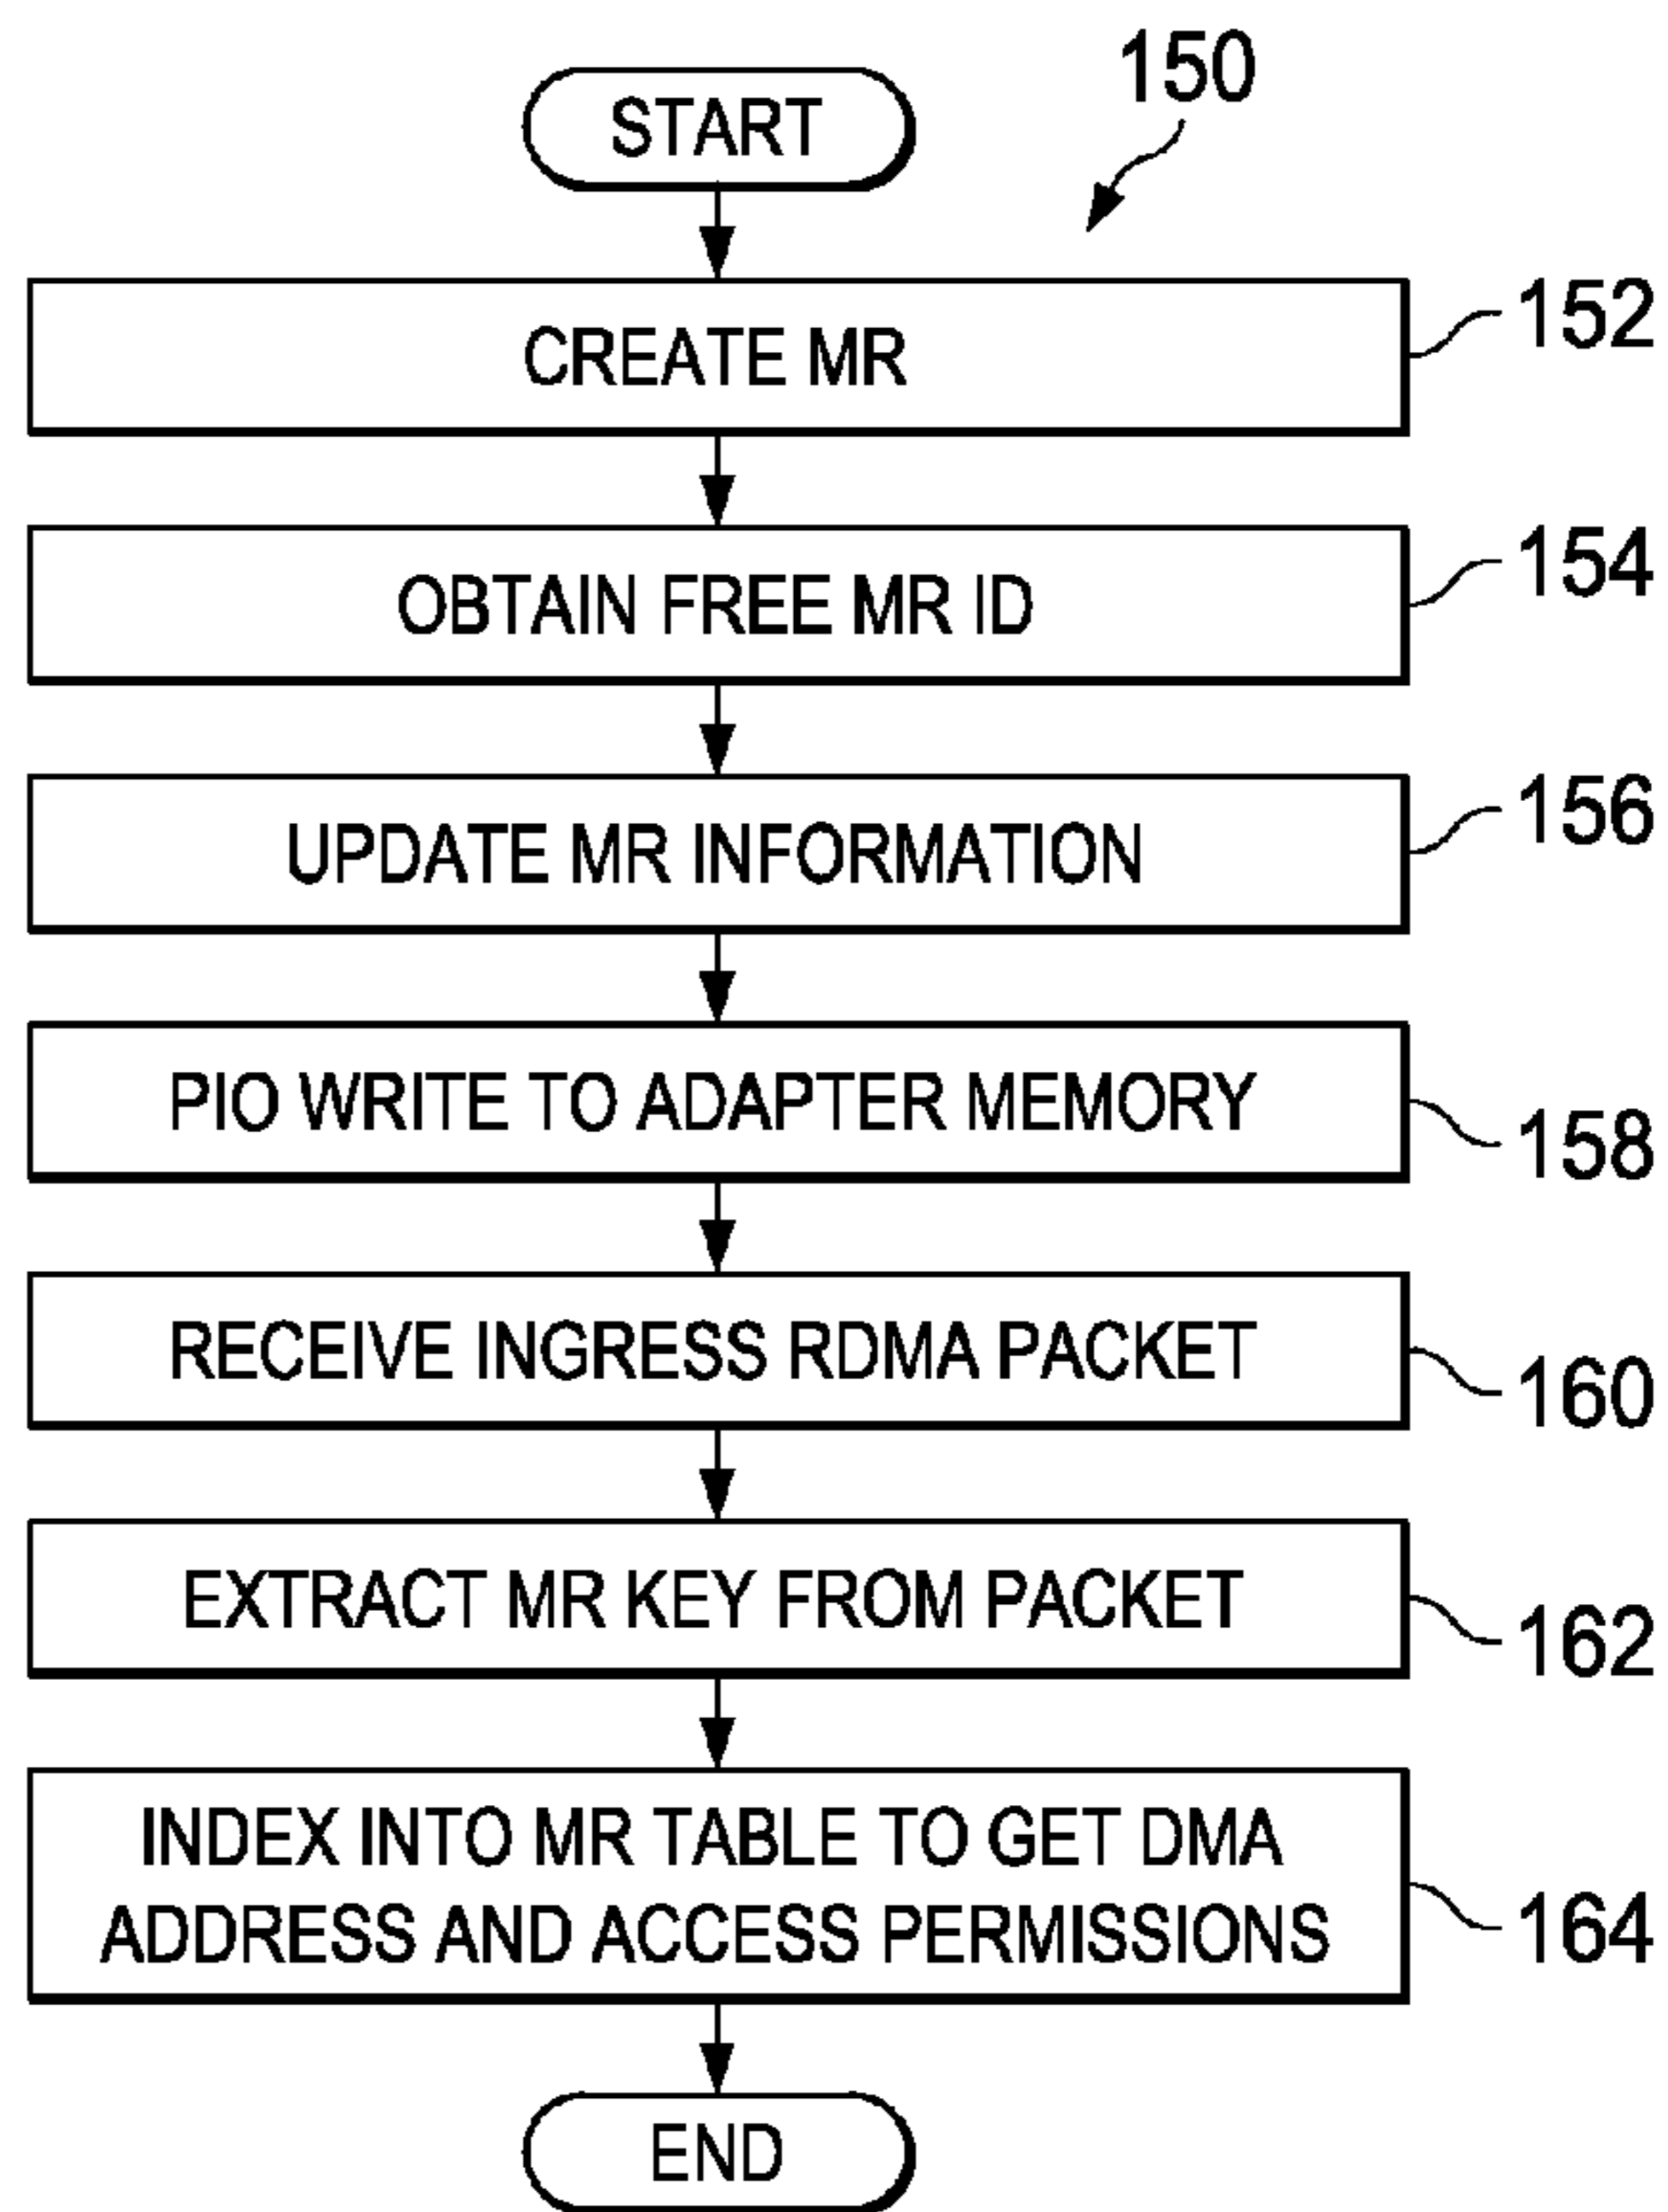 150
START
CREATE MR
152
OBTAIN FREE MR ID
154
UPDATE MR INFORMATION
156
PIO WRITE TO ADAPTER MEMORY
158
RECEIVE INGRESS RDMA PACKET
160
EXTRACT MR KEY FROM PACKET
162
INDEX INTO MR TABLE TO GET DMA
ADDRESS AND ACCESS PERMISSIONS
164
END